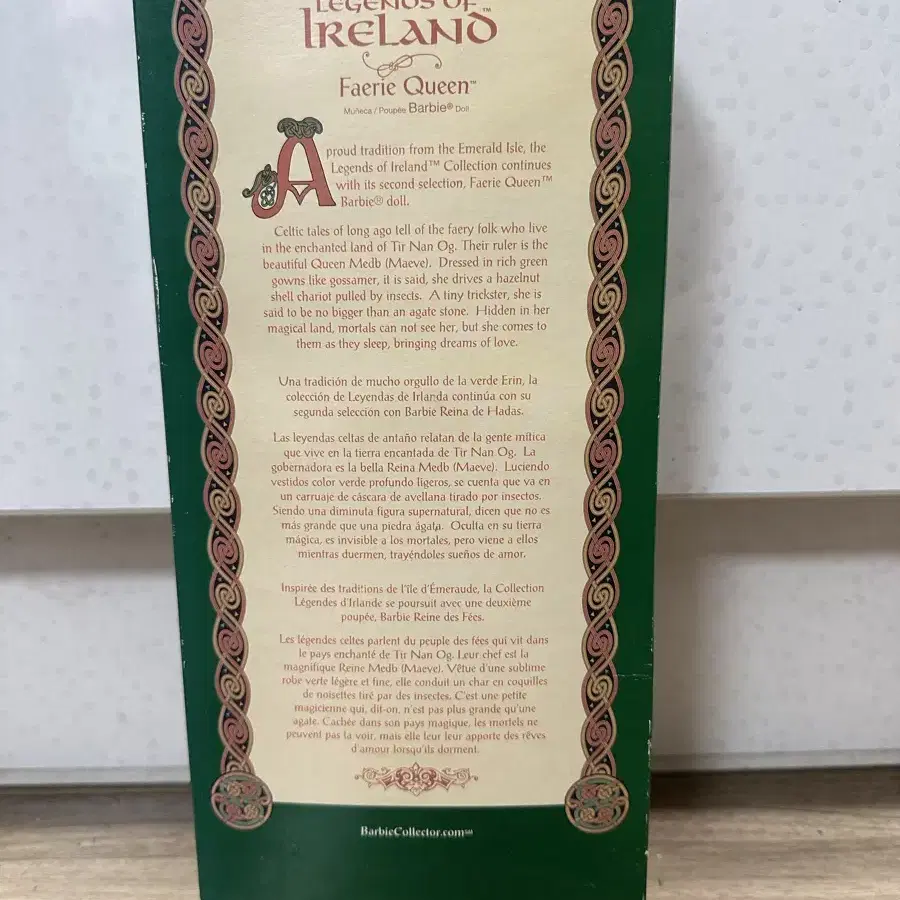 LEGENDS OF™
IRELAND
Faerie Queen™
Muñeca / Poupée Barbie® Doll
A proud tradition from the Emerald Isle, the
Legends of Ireland™ Collection continues
with its second selection, Faerie Queen™
Barbie® doll.
Celtic tales of long ago tell of the faery folk who live
in the enchanted land of Tir Nan Og. Their ruler is the
beautiful Queen Medb (Maeve). Dressed in rich green
gowns like gossamer, it is said, she drives a hazelnut
shell chariot pulled by insects. A tiny trickster, she is
said to be no bigger than an agate stone. Hidden in her
magical land, mortals can not see her, but she comes to
them as they sleep, bringing dreams of love.
Una tradición de mucho orgullo de la verde Erin, la
colección de Leyendas de Irlanda continúa con su
segunda selección con Barbie Reina de Hadas.
Las leyendas celtas de antaño relatan de la gente mítica
que vive en la tierra encantada de Tir Nan Og. La
gobernadora es la bella Reina Medb (Maeve). Luciendo
vestidos color verde profundo ligeros, se cuenta que va en
un carruaje de cáscara de avellana tirado por insectos.
Siendo una diminuta figura supernatural, dicen que no es
más grande que una piedra ágata. Oculta en su tierra
mágica, es invisible a los mortales, pero viene a ellos
mientras duermen, trayéndoles sueños de amor.
Inspirée des traditions de l'île d'Émeraude, la Collection
Légendes d'Irlande se poursuit avec une deuxième
poupée, Barbie Reine des Fées.
Les légendes celtes parlent du peuple des fées qui vit dans
le pays enchanté de Tir Nan Og. Leur chef est la
magnifique Reine Medb (Maeve). Vêtue d'une sublime
robe verte légère et fine, elle conduit un char en coquilles
de noisettes tiré par des insectes. C'est une petite
magicienne qui, dit-on, n'est pas plus grande qu'une
agate. Cachée dans son pays magique, les mortels ne
peuvent pas la voir, mais elle leur leur apporte des rêves
d'amour lorsqu'ils dorment.
BarbieCollector.com℠